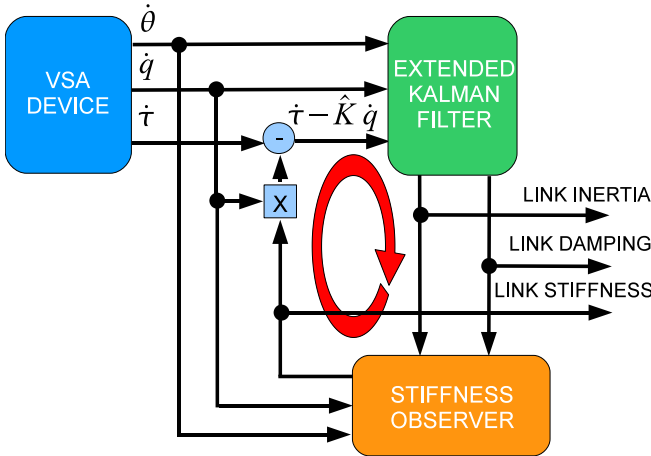 θ̇
VSA
DEVICE
q̇
τ̇
EXTENDED
KALMAN
FILTER
τ̇ − K̂ q̇
-
X
LINK INERTIA
LINK DAMPING
LINK STIFFNESS
STIFFNESS
OBSERVER